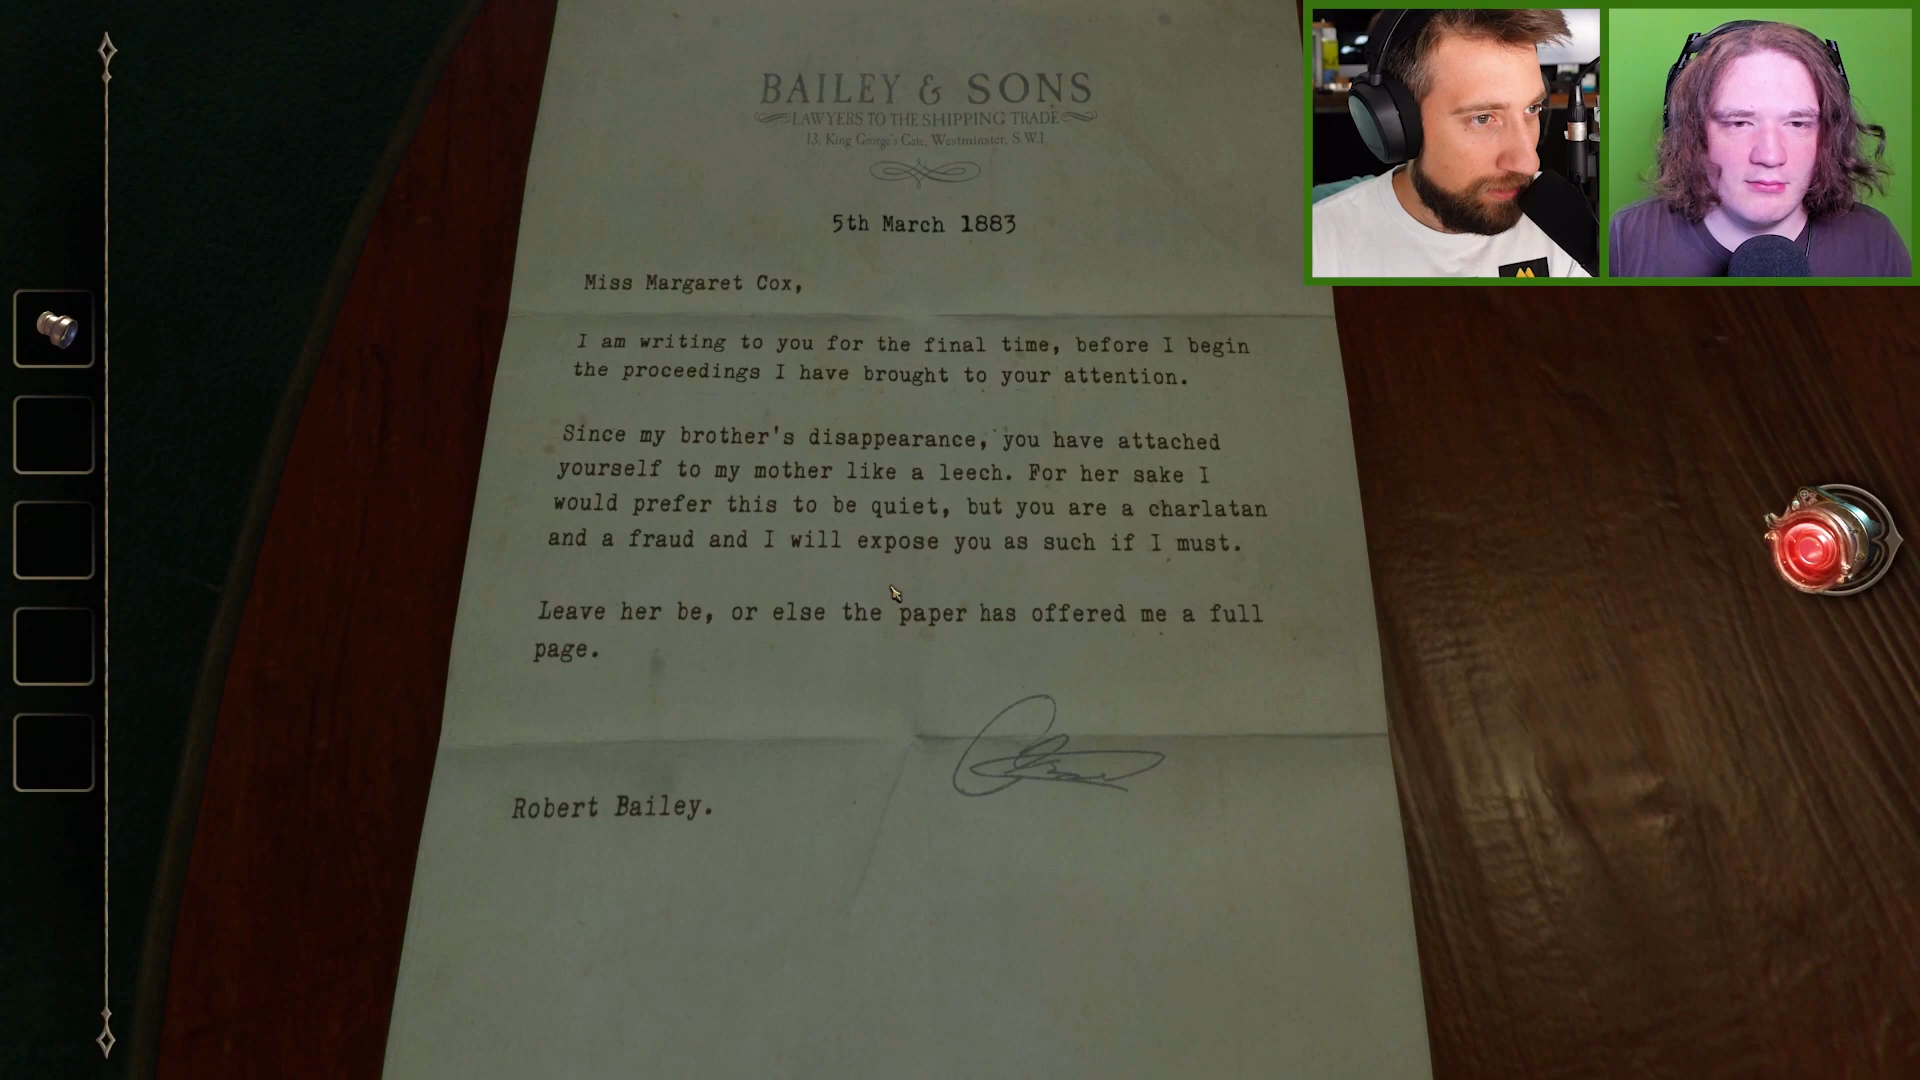 BAILEY & SONS
LAWYERS TO THE SHIPPING TRADE
13, King George's Gate, Westminster, S.W.1.
5th March 1883
Miss Margaret Cox,
I am writing to you for the final time, before I begin
the proceedings I have brought to your attention.
Since my brother's disappearance, you have attached
yourself to my mother like a leech. For her sake I
would prefer this to be quiet, but you are a charlatan
and a fraud and I will expose you as such if I must.
Leave her be, or else the paper has offered me a full
page.
Robert Bailey.